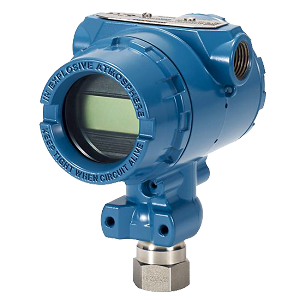 IN EXPLOSIVE ATMOSPHERE
KEEP TIGHT WHEN CIRCUIT ALIVE